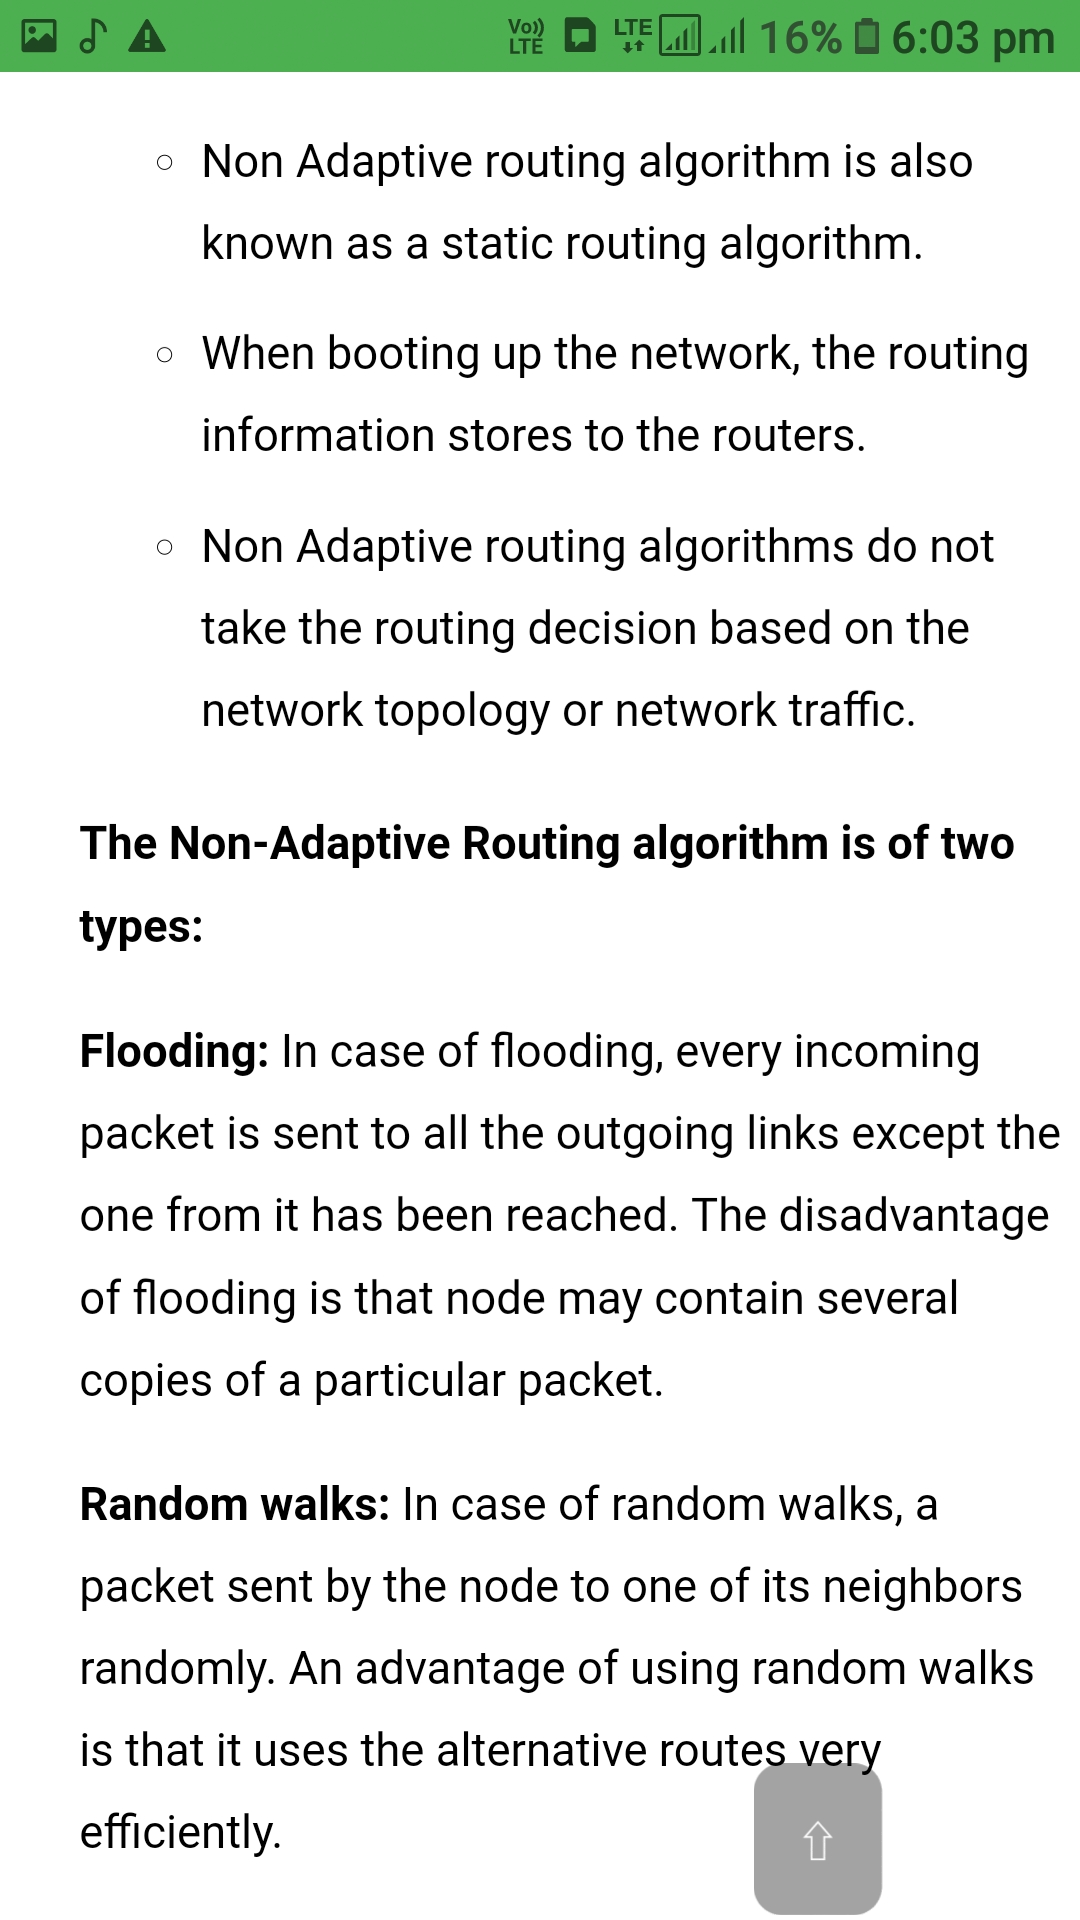 Vo)) LTE LTE 16% 6:03 pm
Non Adaptive routing algorithm is also
known as a static routing algorithm.
When booting up the network, the routing
information stores to the routers.
Non Adaptive routing algorithms do not
take the routing decision based on the
network topology or network traffic.
The Non-Adaptive Routing algorithm is of two
types:
Flooding: In case of flooding, every incoming
packet is sent to all the outgoing links except the
one from it has been reached. The disadvantage
of flooding is that node may contain several
copies of a particular packet.
Random walks: In case of random walks, a
packet sent by the node to one of its neighbors
randomly. An advantage of using random walks
is that it uses the alternative routes very
efficiently.